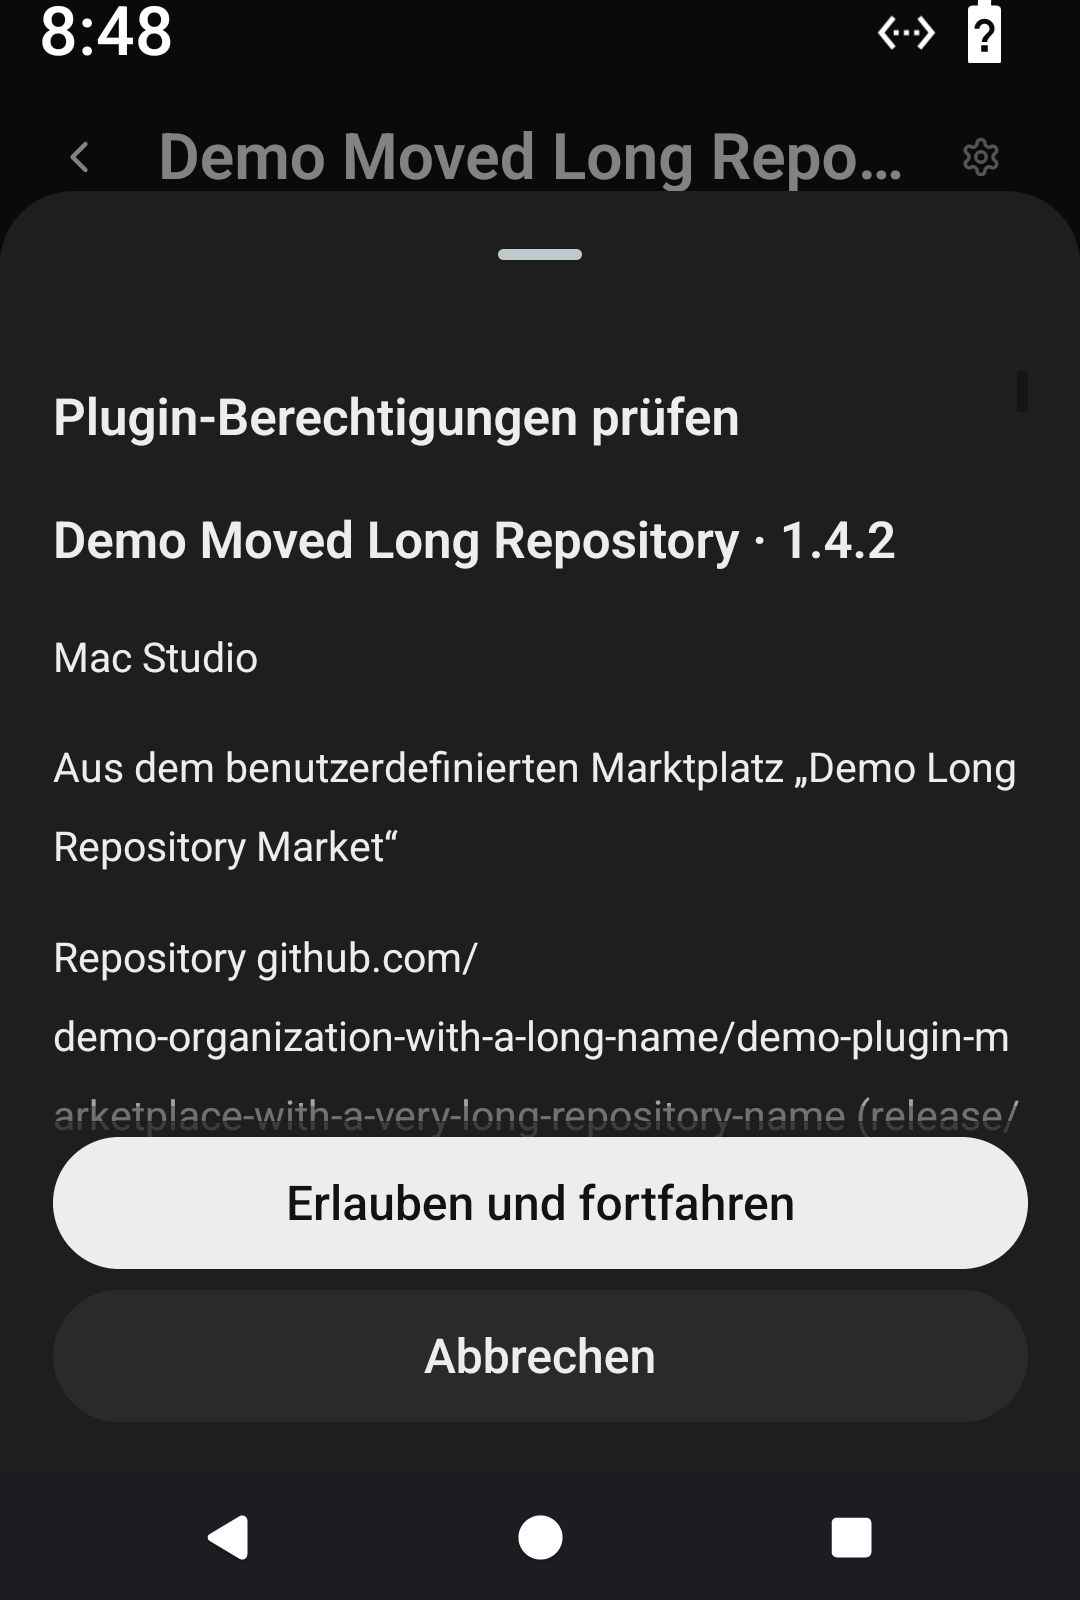 8:48
Demo Moved Long Repo…
Plugin-Berechtigungen prüfen
Demo Moved Long Repository · 1.4.2
Mac Studio
Aus dem benutzerdefinierten Marktplatz „Demo Long
Repository Market“
Repository github.com/
demo-organization-with-a-long-name/demo-plugin-m
arketplace-with-a-very-long-repository-name (release/
Erlauben und fortfahren
Abbrechen